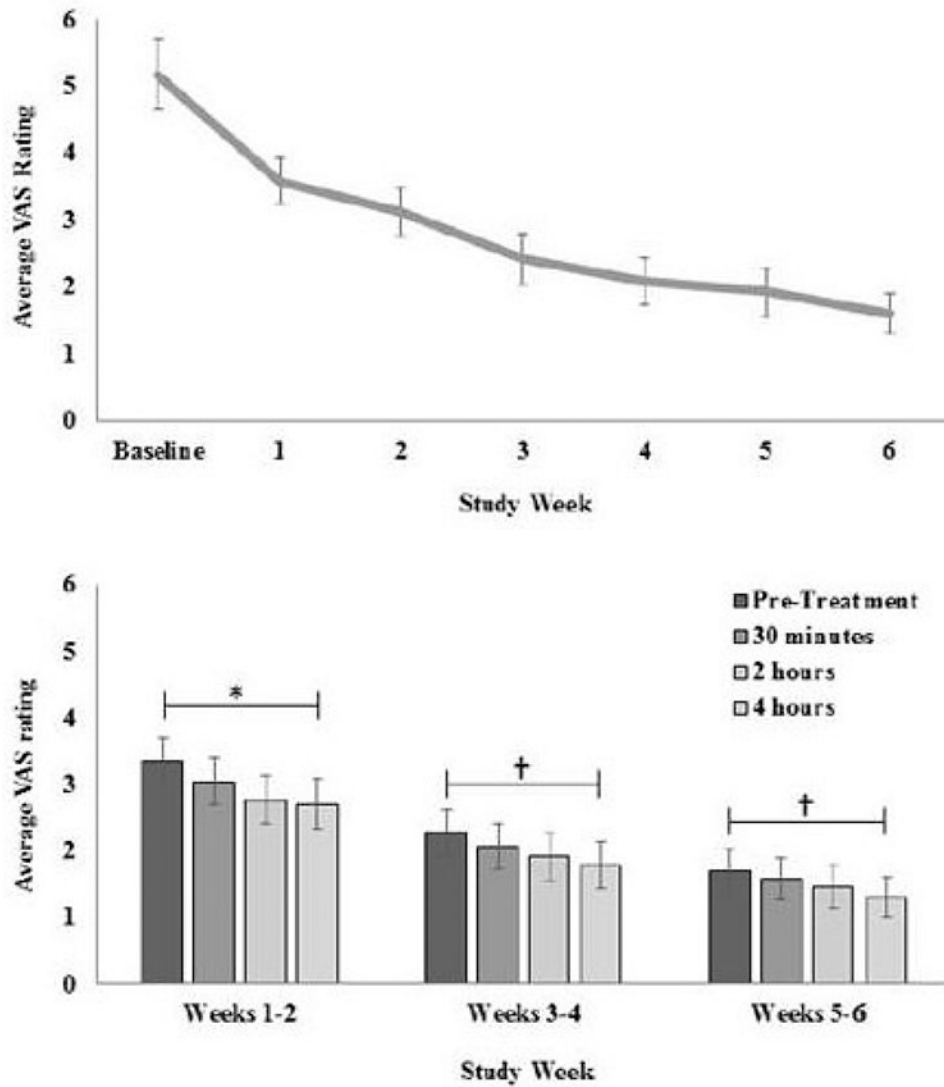 6
5
4
3
2
1
0
Average VAS Rating
Baseline 1 2 3 4 5 6
Study Week
6
5
4
3
2
1
0
Average VAS rating
Pre-Treatment
30 minutes
2 hours
4 hours
*
†
†
Weeks 1-2 Weeks 3-4 Weeks 5-6
Study Week